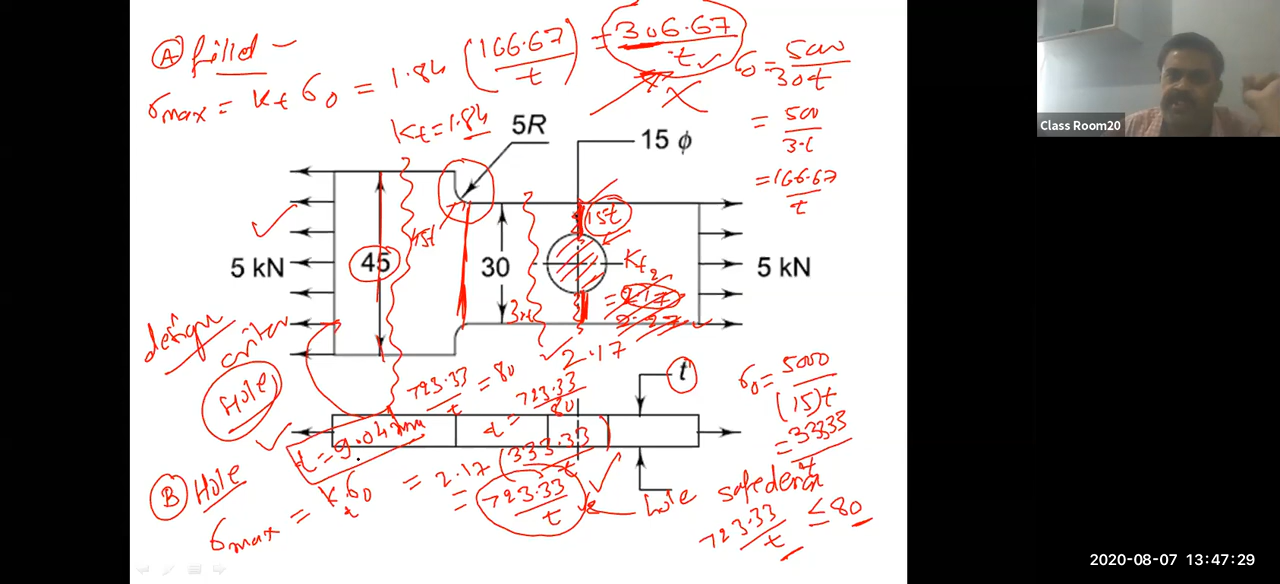 (A) fillet –
σmax = Kt σ0 = 1.84 (166.67/t) = 306.67/t
σ0 = 5000/30t
= 500/3t
= 166.67/t
Kt = 1.84
5R
15 ϕ
15t
45
30
5 kN
5 kN
Kt2
= 2.17
2.17
design
criter
Hole
723.33/t = 80
t = 723.33/80
t = 9.04 mm
t
σ0 = 5000/(15)t
= 333.33/t
(B) Hole
σmax = Kt σ0 = 2.17 (333.33/t)
= 723.33/t
hole
safe
723.33/t ≤ 80
Class Room20
2020-08-07 13:47:29